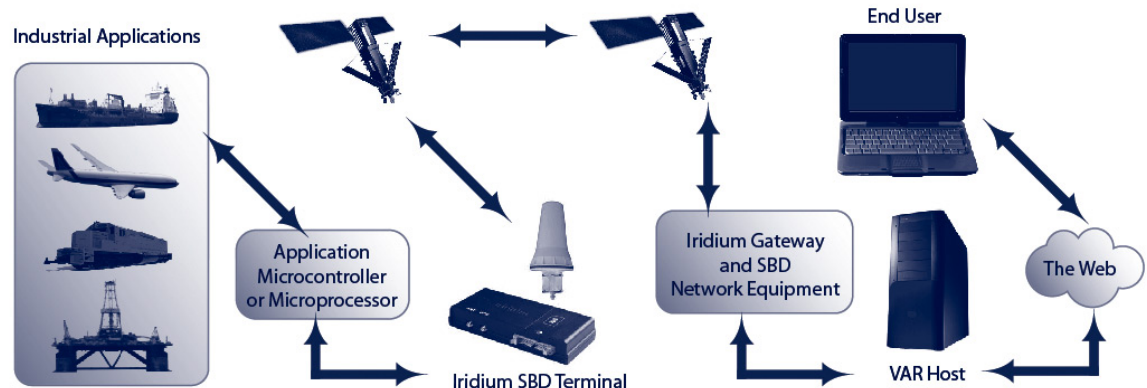 Industrial Applications
End User
Application
Microcontroller
or Microprocessor
Iridium Gateway
and SBD
Network Equipment
The Web
Iridium SBD Terminal
VAR Host